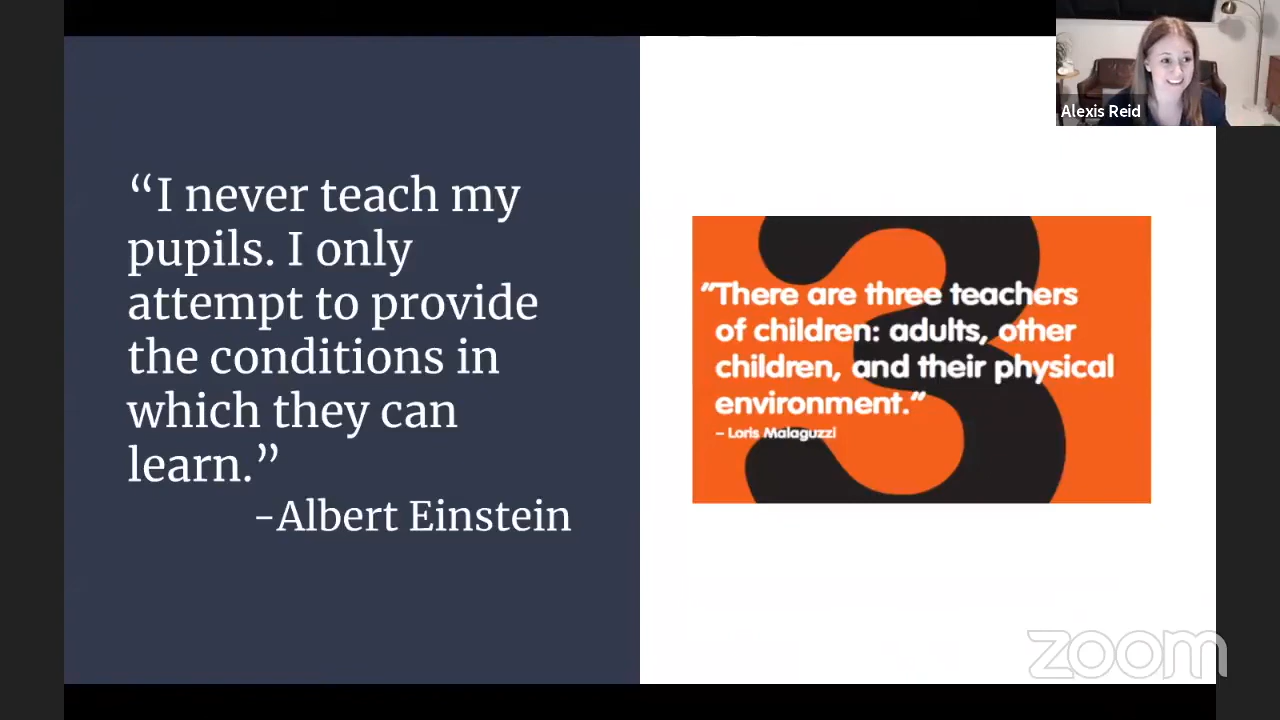 “I never teach my
pupils. I only
attempt to provide
the conditions in
which they can
learn.”
-Albert Einstein
“There are three teachers
of children: adults, other
children, and their physical
environment.”
– Loris Malaguzzi
Alexis Reid
zoom